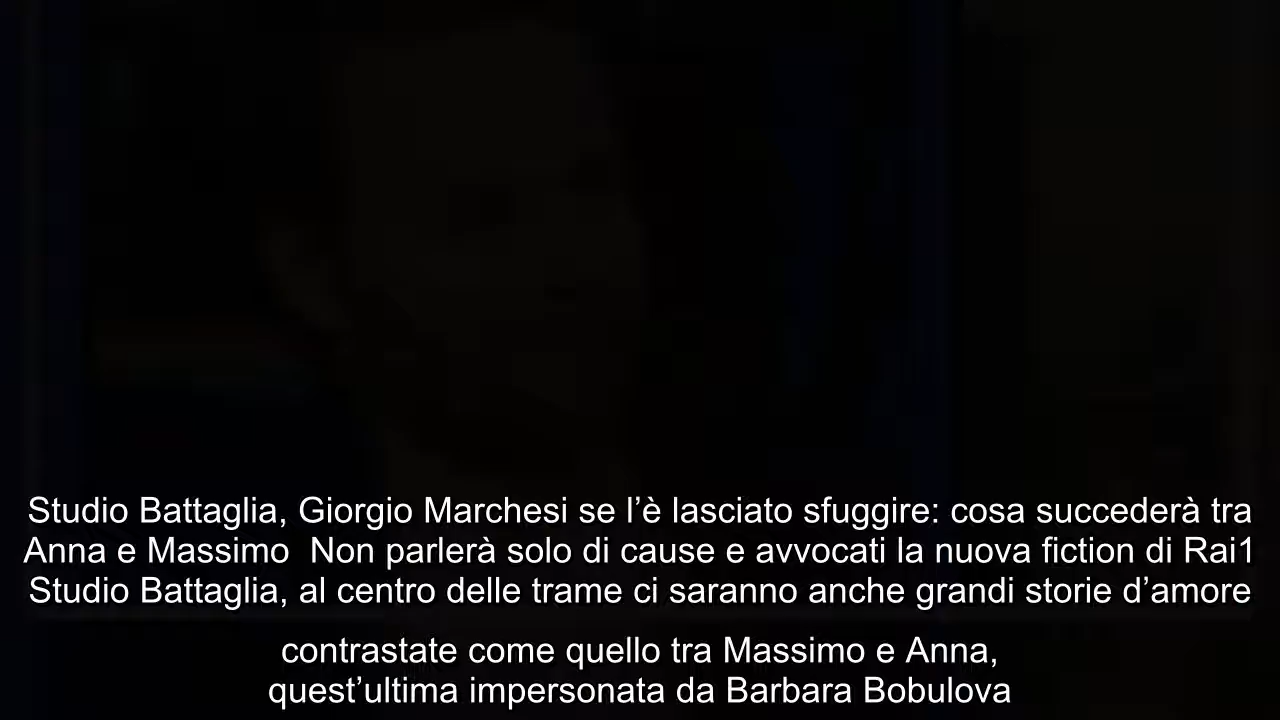 Studio Battaglia, Giorgio Marchesi se l’è lasciato sfuggire: cosa succederà tra
Anna e Massimo  Non parlerà solo di cause e avvocati la nuova fiction di Rai1
Studio Battaglia, al centro delle trame ci saranno anche grandi storie d’amore
contrastate come quello tra Massimo e Anna,
quest’ultima impersonata da Barbara Bobulova